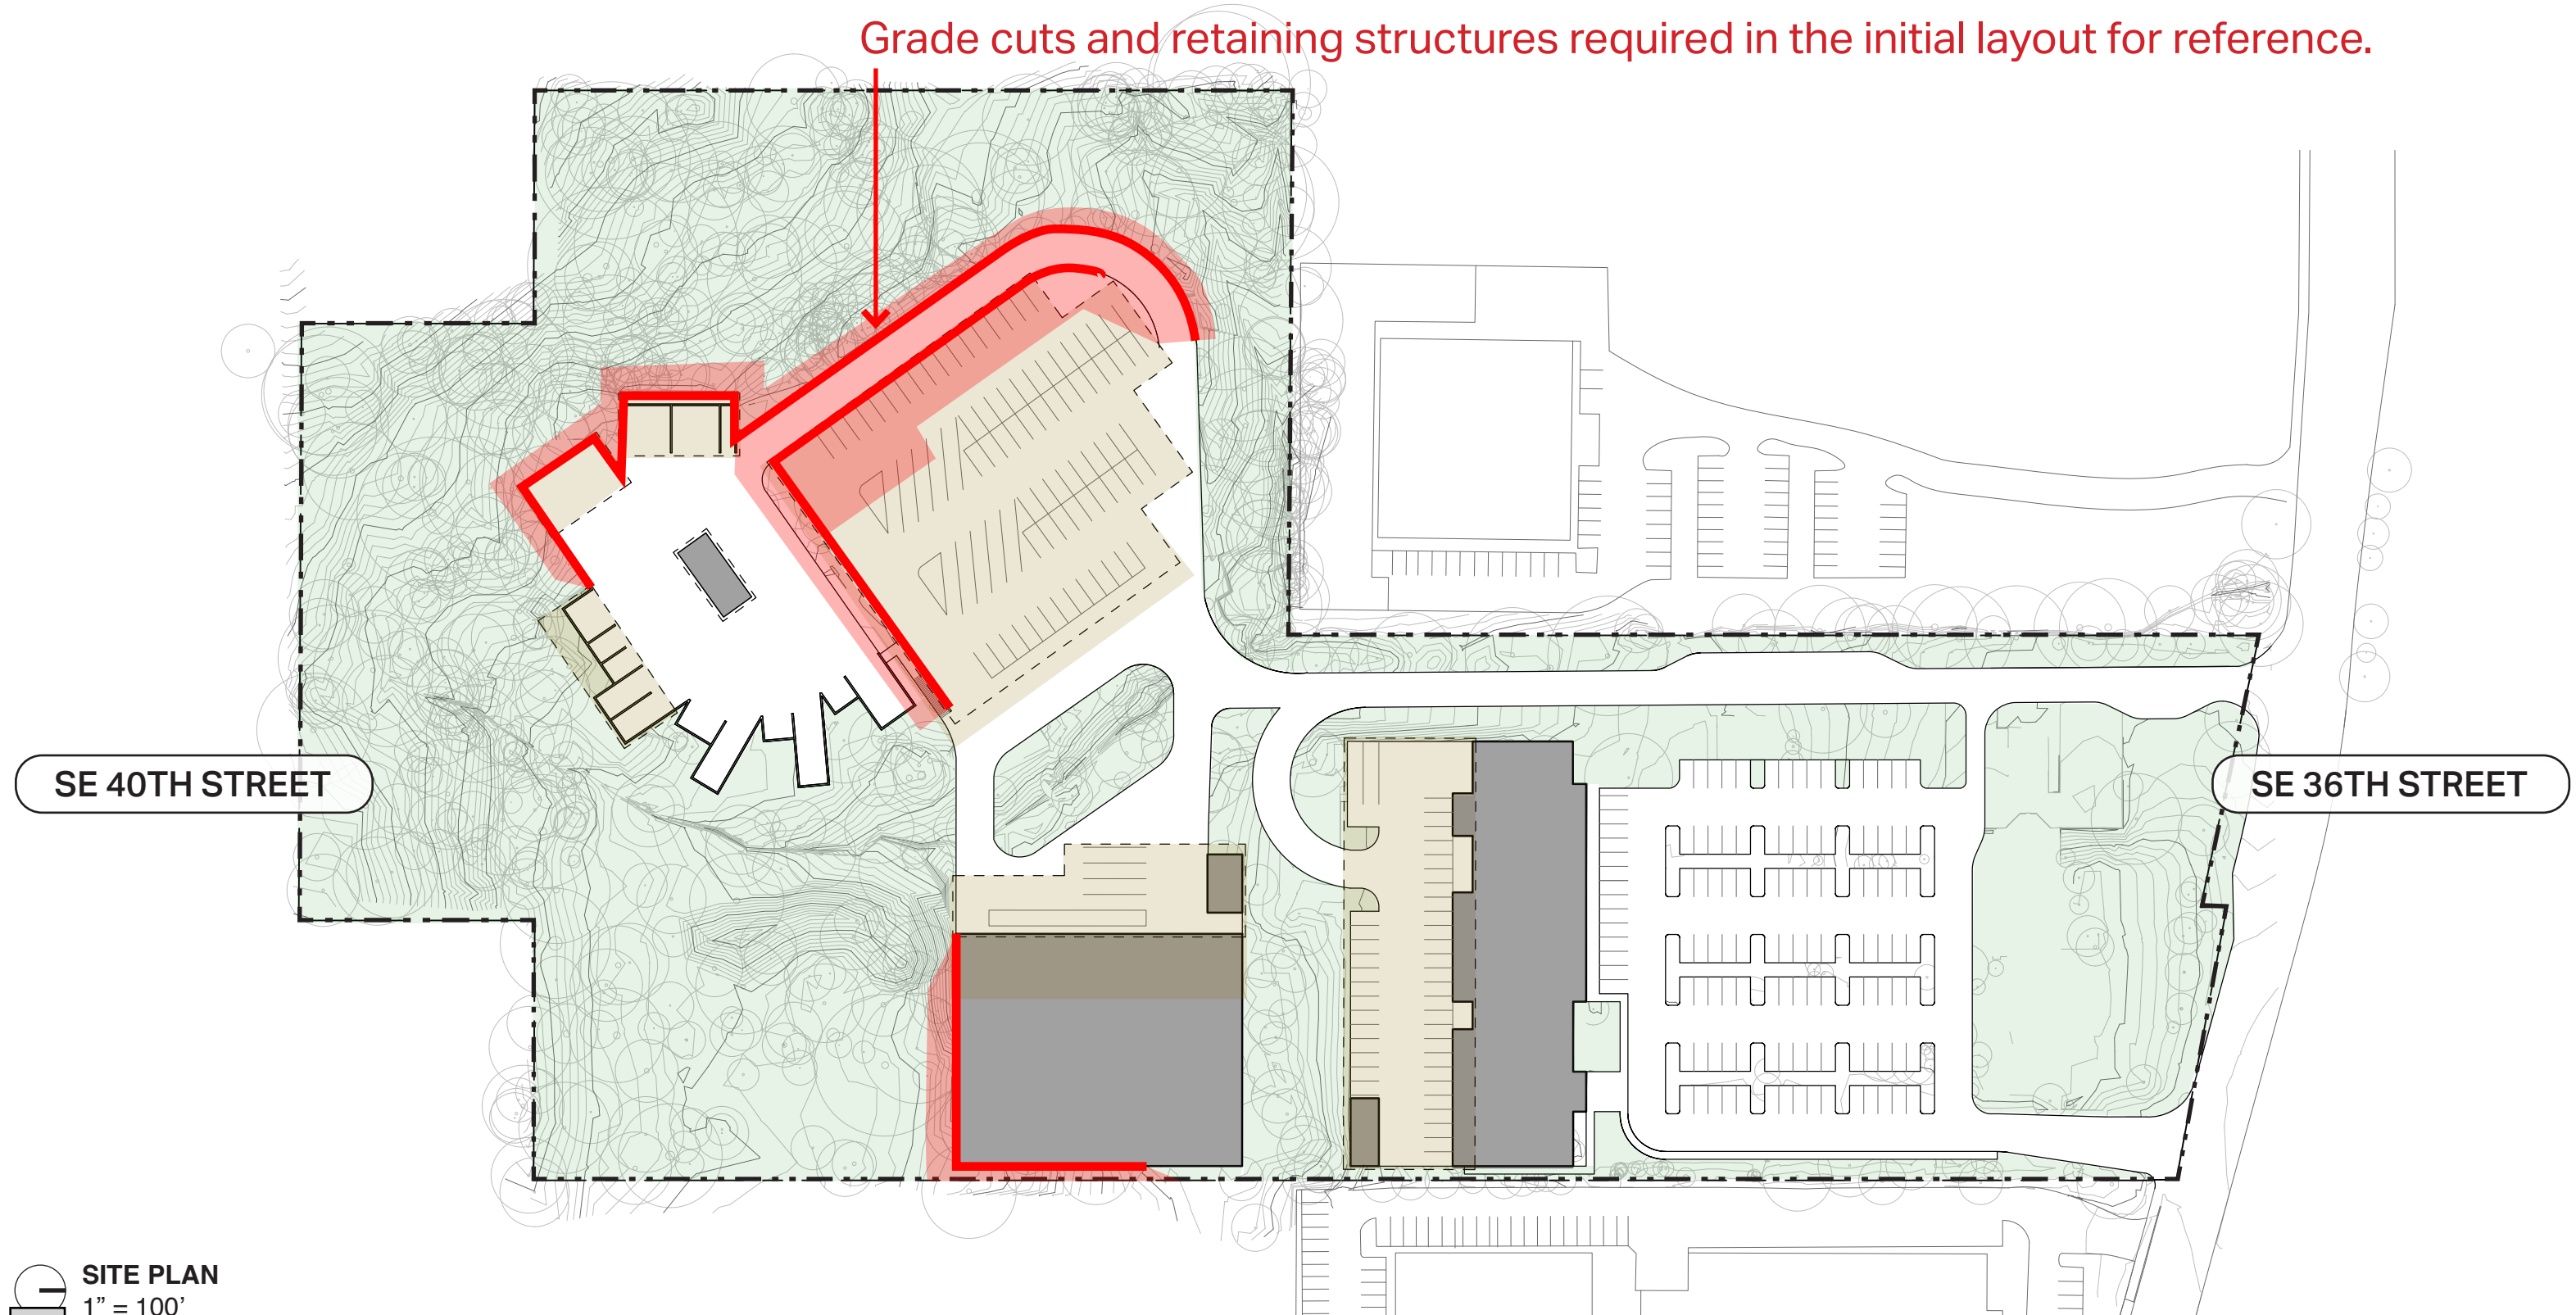 Grade cuts and retaining structures required in the initial layout for reference.
SE 40TH STREET
SE 36TH STREET
SITE PLAN
1” = 100’